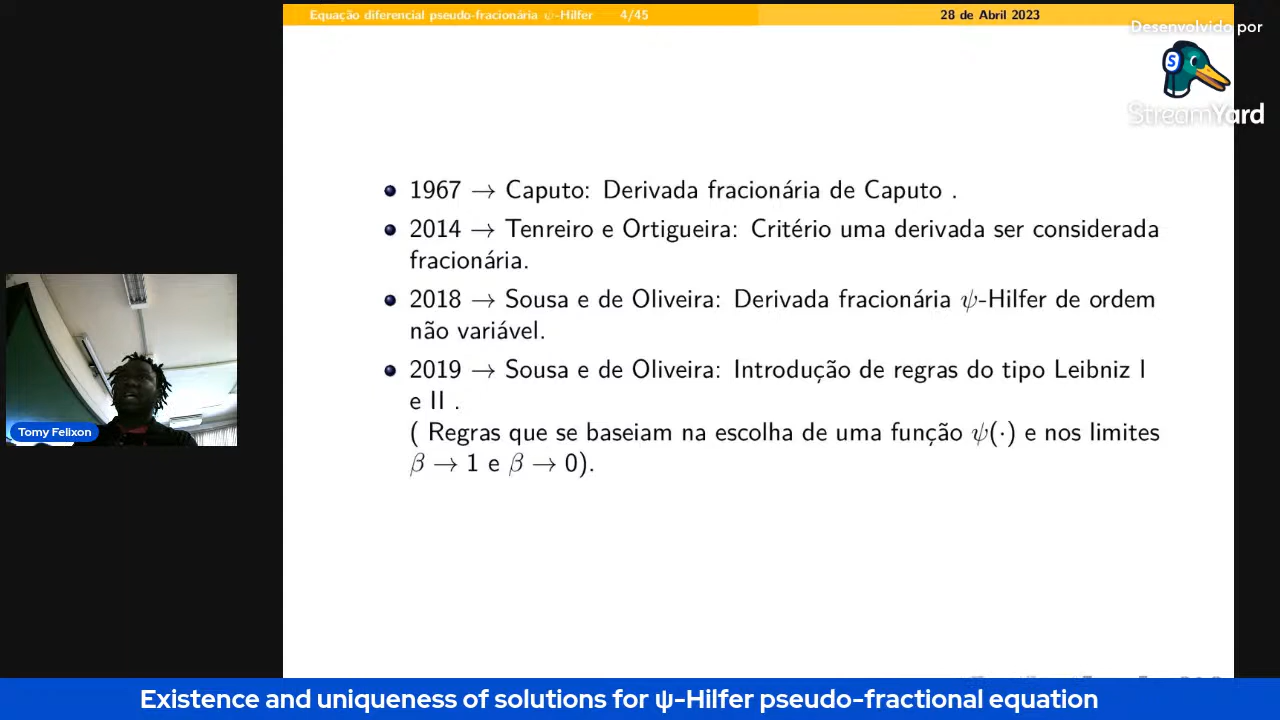 Equação diferencial pseudo-fracionária ψ-Hilfer 4/45
28 de Abril 2023
Desenvolvido por
StreamYard
1967 → Caputo: Derivada fracionária de Caputo .
2014 → Tenreiro e Ortigueira: Critério uma derivada ser considerada
fracionária.
2018 → Sousa e de Oliveira: Derivada fracionária ψ-Hilfer de ordem
não variável.
2019 → Sousa e de Oliveira: Introdução de regras do tipo Leibniz I
e II .
( Regras que se baseiam na escolha de uma função ψ(·) e nos limites
β → 1 e β → 0).
Tomy Felixon
Existence and uniqueness of solutions for ψ-Hilfer pseudo-fractional equation